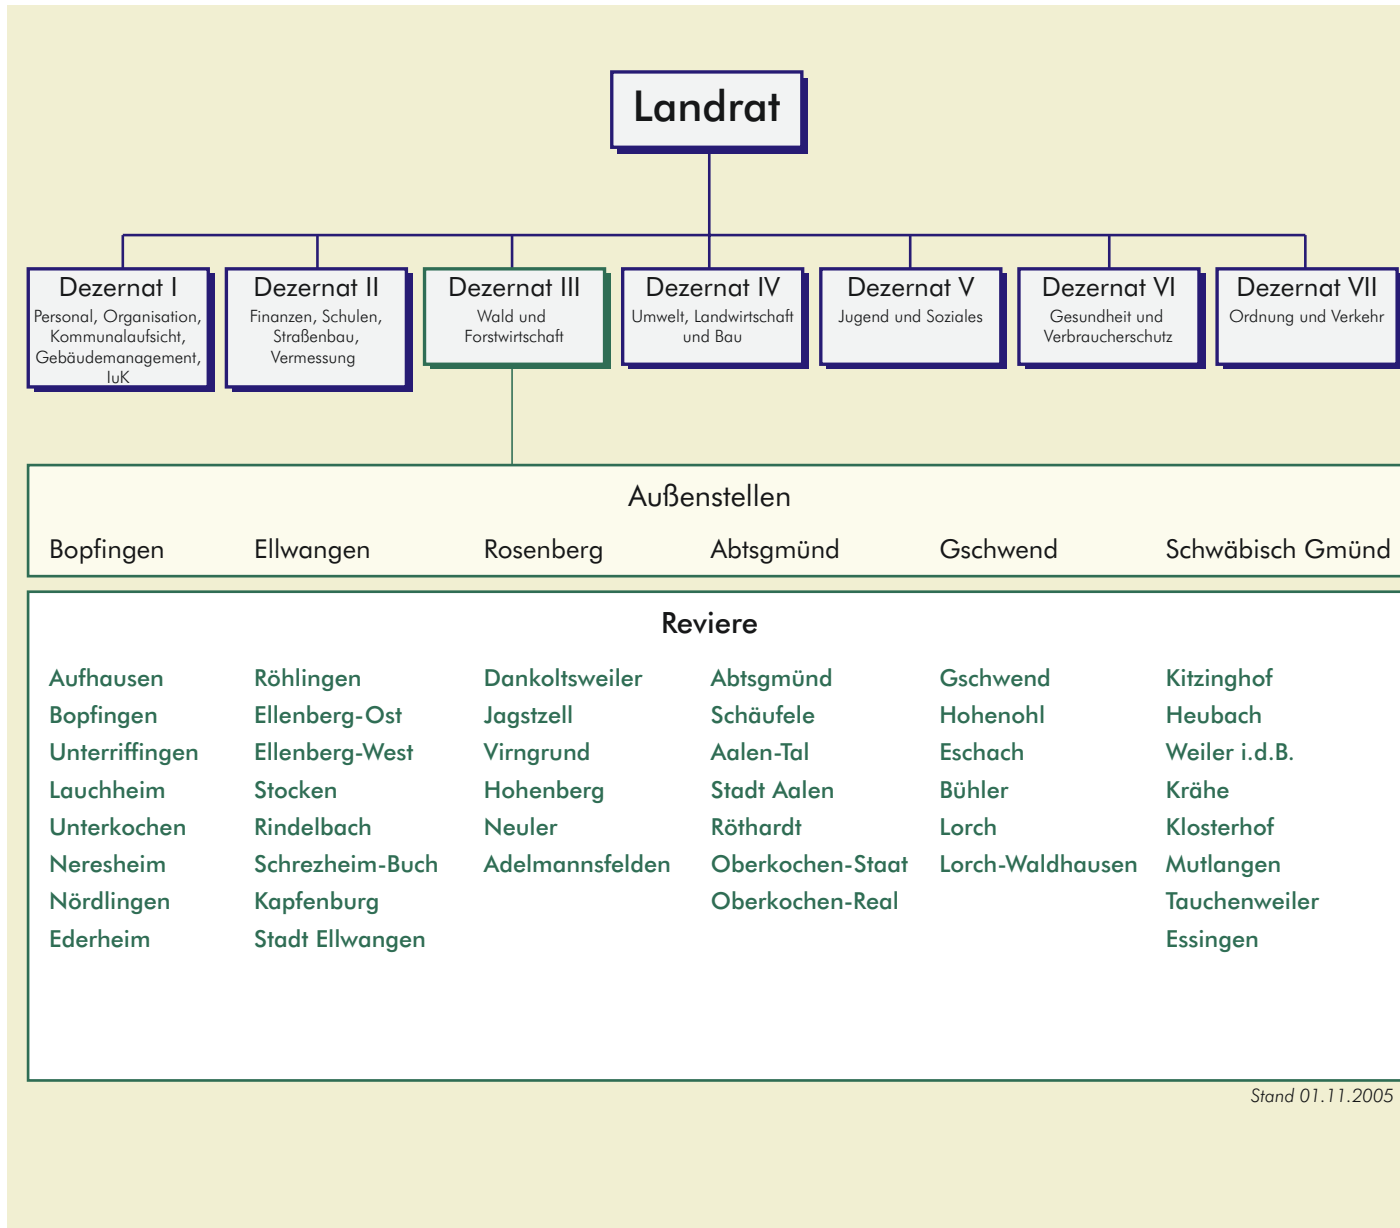 Landrat
Dezernat I
Personal, Organisation,
Kommunalaufsicht,
Gebäudemanagement,
IuK
Dezernat II
Finanzen, Schulen,
Straßenbau,
Vermessung
Dezernat III
Wald und
Forstwirtschaft
Dezernat IV
Umwelt, Landwirtschaft
und Bau
Dezernat V
Jugend und Soziales
Dezernat VI
Gesundheit und
Verbraucherschutz
Dezernat VII
Ordnung und Verkehr
Außenstellen
Bopfingen Ellwangen Rosenberg Abtsgmünd Gschwend Schwäbisch Gmünd
Reviere
Aufhausen Röhlingen Dankoltsweiler Abtsgmünd Gschwend Kitzinghof
Bopfingen Ellenberg-Ost Jagstzell Schäufele Hohenohl Heubach
Unterriffingen Ellenberg-West Virngrund Aalen-Tal Eschach Weiler i.d.B.
Lauchheim Stocken Hohenberg Stadt Aalen Bühler Krähe
Unterkochen Rindelbach Neuler Röthardt Lorch Klosterhof
Neresheim Schrezheim-Buch Adelmannsfelden Oberkochen-Staat Lorch-Waldhausen Mutlangen
Nördlingen Kapfenburg Oberkochen-Real Tauchenweiler
Ederheim Stadt Ellwangen Essingen
Stand 01.11.2005